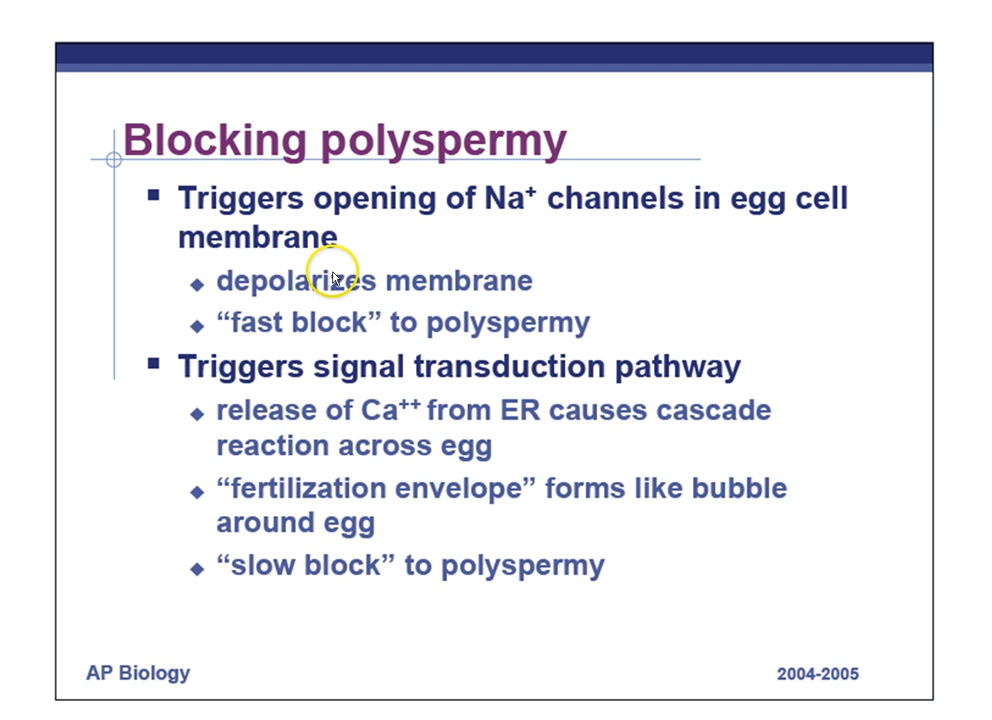 Blocking polyspermy
Triggers opening of Na⁺ channels in egg cell
membrane
depolarizes membrane
“fast block” to polyspermy
Triggers signal transduction pathway
release of Ca⁺⁺ from ER causes cascade
reaction across egg
“fertilization envelope” forms like bubble
around egg
“slow block” to polyspermy
AP Biology
2004-2005